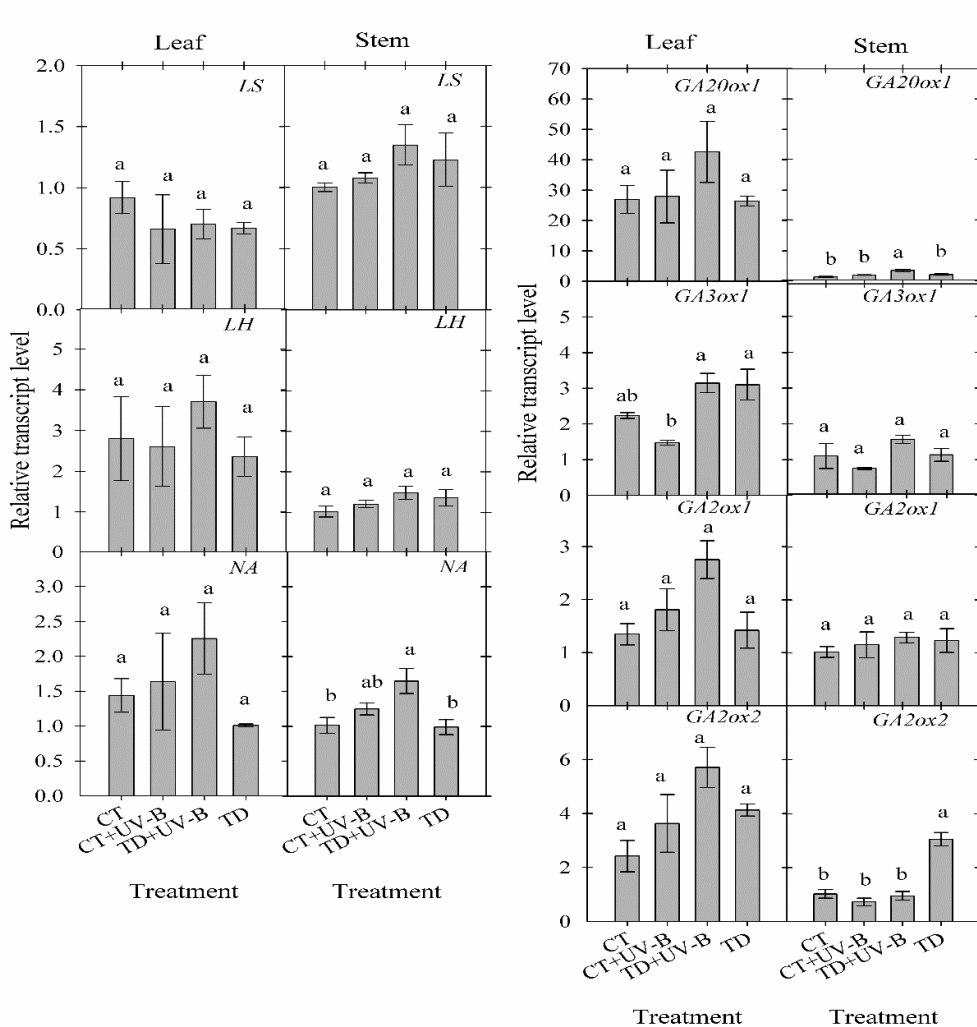 Leaf
Stem
Relative transcript level
2.0
1.5
1.0
0.5
0.0
LS
a
a
a
a
LS
a
a
a
a
5
4
3
2
1
0
LH
a
a
a
a
LH
a
a
a
a
3.0
2.5
2.0
1.5
1.0
0.5
0.0
NA
a
a
a
a
NA
b
ab
a
b
CT
CT+UV-B
TD+UV-B
TD
CT
CT+UV-B
TD+UV-B
TD
Treatment
Treatment
Leaf
Stem
Relative transcript level
70
60
50
40
30
20
10
0
GA20ox1
a
a
a
a
GA20ox1
b
b
a
b
5
4
3
2
1
0
GA3ox1
ab
b
a
a
GA3ox1
a
a
a
a
3
2
1
0
GA2ox1
a
a
a
a
GA2ox1
a
a
a
a
6
4
2
0
GA2ox2
a
a
a
a
GA2ox2
b
b
b
a
CT
CT+UV-B
TD+UV-B
TD
CT
CT+UV-B
TD+UV-B
TD
Treatment
Treatment